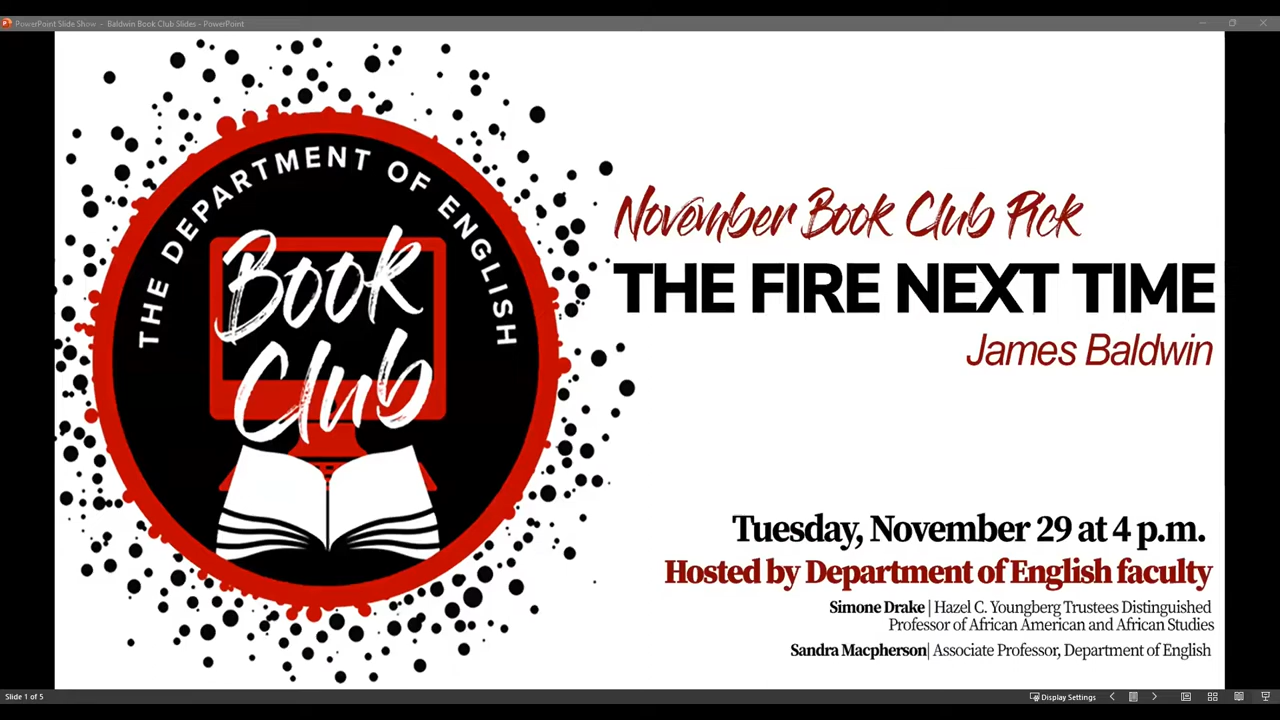 PowerPoint Slide Show - Baldwin Book Club Slides - PowerPoint
THE DEPARTMENT OF ENGLISH
Book
Club
November Book Club Pick
THE FIRE NEXT TIME
James Baldwin
Tuesday, November 29 at 4 p.m.
Hosted by Department of English faculty
Simone Drake | Hazel C. Youngberg Trustees Distinguished
Professor of African American and African Studies
Sandra Macpherson| Associate Professor, Department of English
Slide 1 of 5
Display Settings